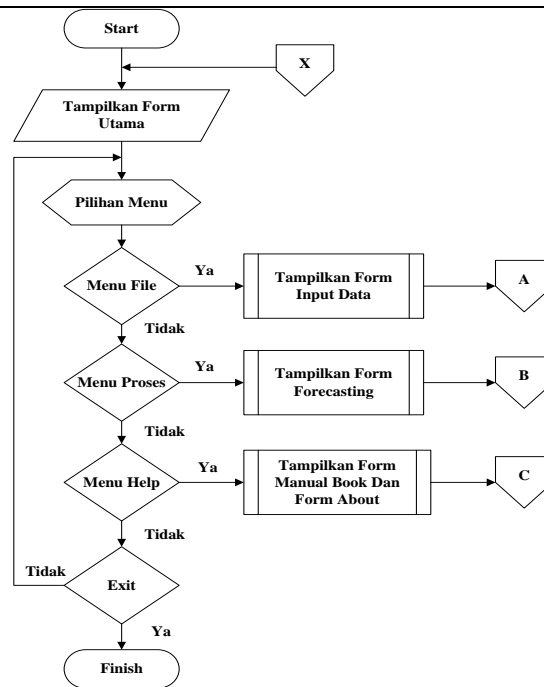 Start
X
Tampilkan Form
Utama
Pilihan Menu
Menu File
Ya
Tampilkan Form
Input Data
A
Tidak
Menu Proses
Ya
Tampilkan Form
Forecasting
B
Tidak
Menu Help
Ya
Tampilkan Form
Manual Book Dan
Form About
C
Tidak
Tidak
Exit
Ya
Finish